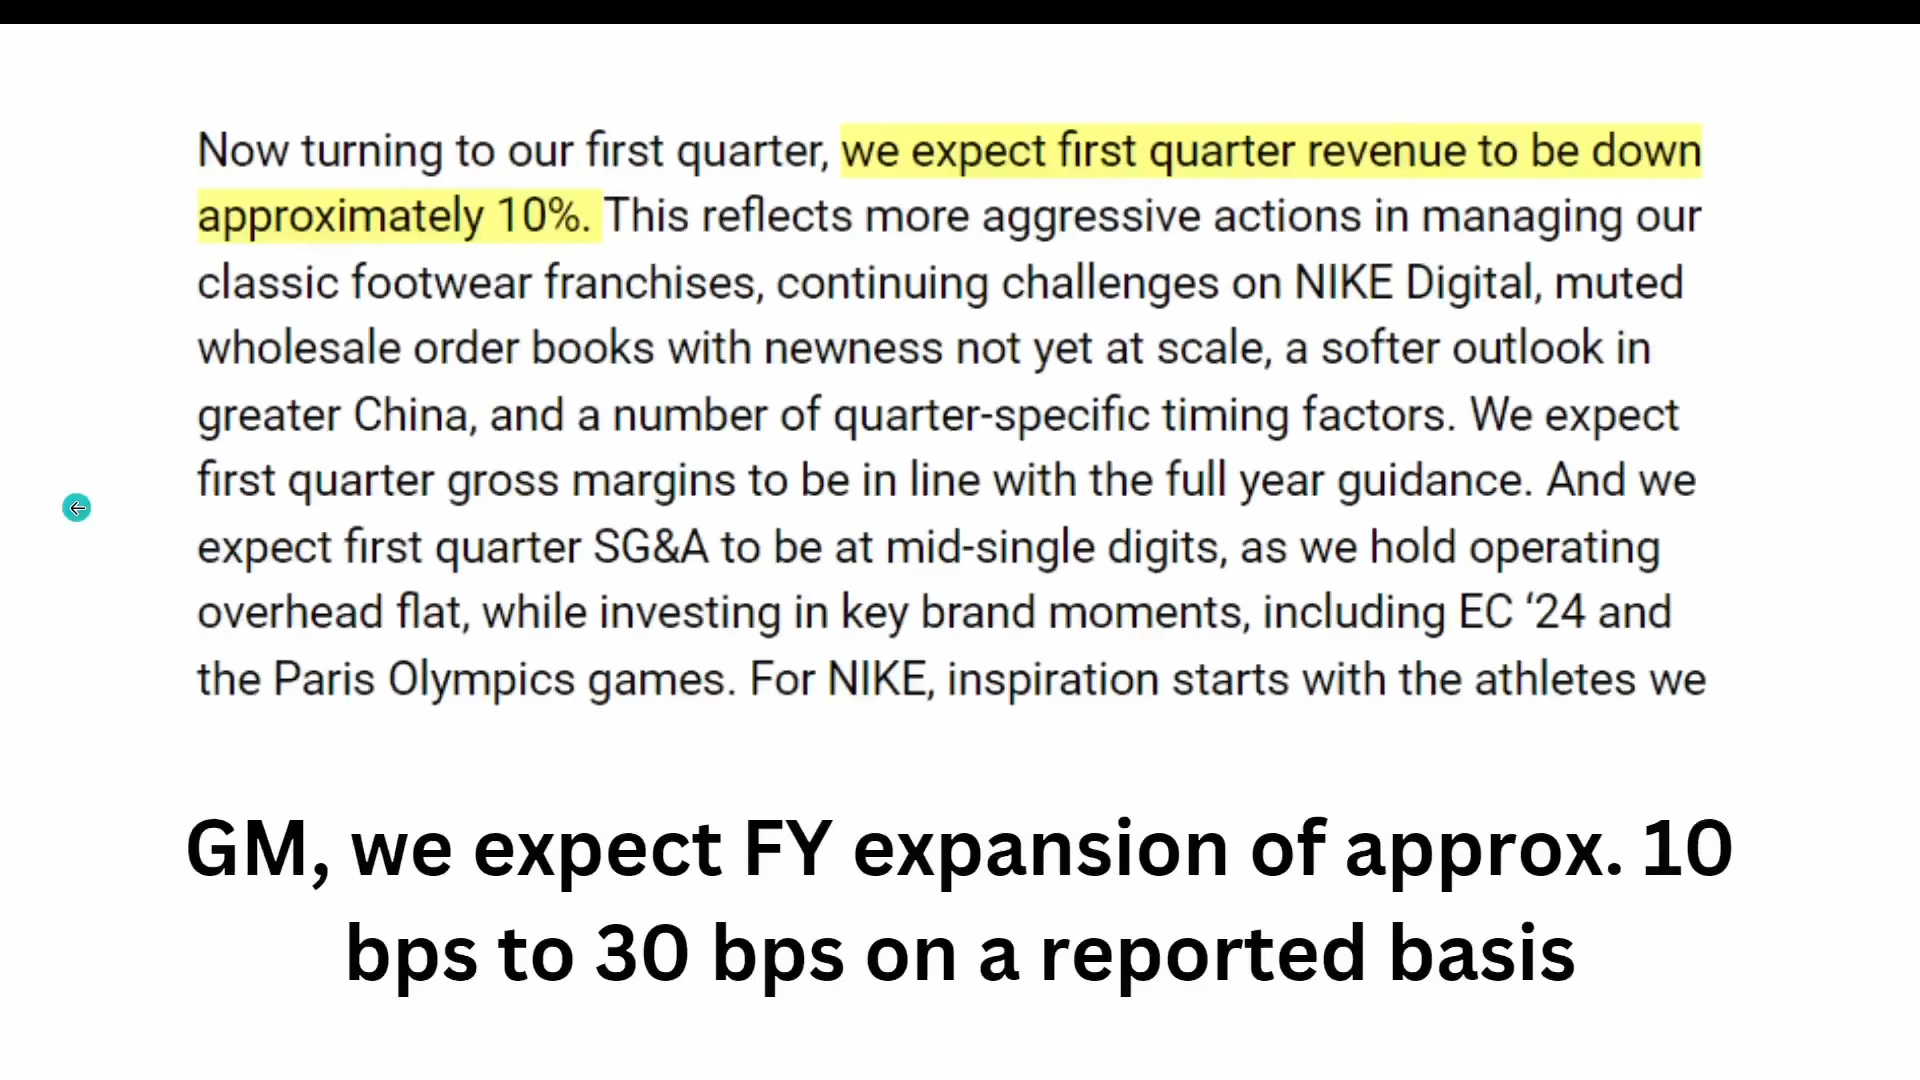 Now turning to our first quarter, we expect first quarter revenue to be down
approximately 10%. This reflects more aggressive actions in managing our
classic footwear franchises, continuing challenges on NIKE Digital, muted
wholesale order books with newness not yet at scale, a softer outlook in
greater China, and a number of quarter-specific timing factors. We expect
first quarter gross margins to be in line with the full year guidance. And we
expect first quarter SG&A to be at mid-single digits, as we hold operating
overhead flat, while investing in key brand moments, including EC ‘24 and
the Paris Olympics games. For NIKE, inspiration starts with the athletes we
GM, we expect FY expansion of approx. 10
bps to 30 bps on a reported basis